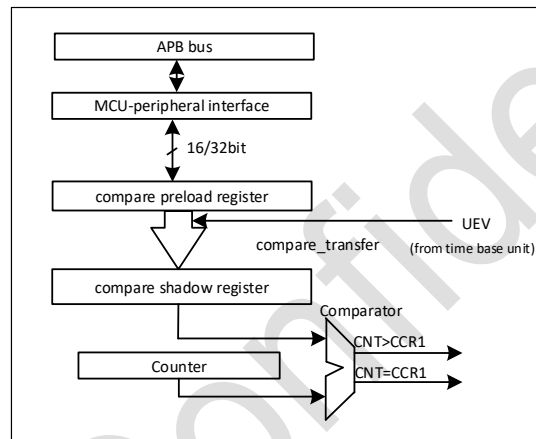 APB bus
MCU-peripheral interface
16/32bit
compare preload register
UEV
compare_transfer
(from time base unit)
compare shadow register
Comparator
CNT>CCR1
Counter
CNT=CCR1